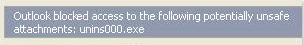 Outlook blocked access to the following potentially unsafe
attachments: unins000.exe